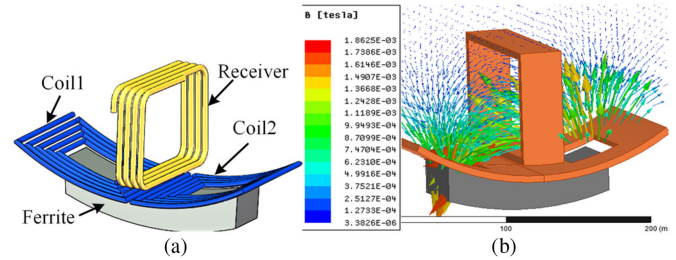 Coil1
Receiver
Coil2
Ferrite
(a)
B [tesla]
1.8625E-03
1.7386E-03
1.6146E-03
1.4907E-03
1.3668E-03
1.2428E-03
1.1189E-03
9.9493E-04
8.7099E-04
7.4704E-04
6.2310E-04
4.9916E-04
3.7521E-04
2.5127E-04
1.2733E-04
3.3826E-06
100
200 (m
(b)